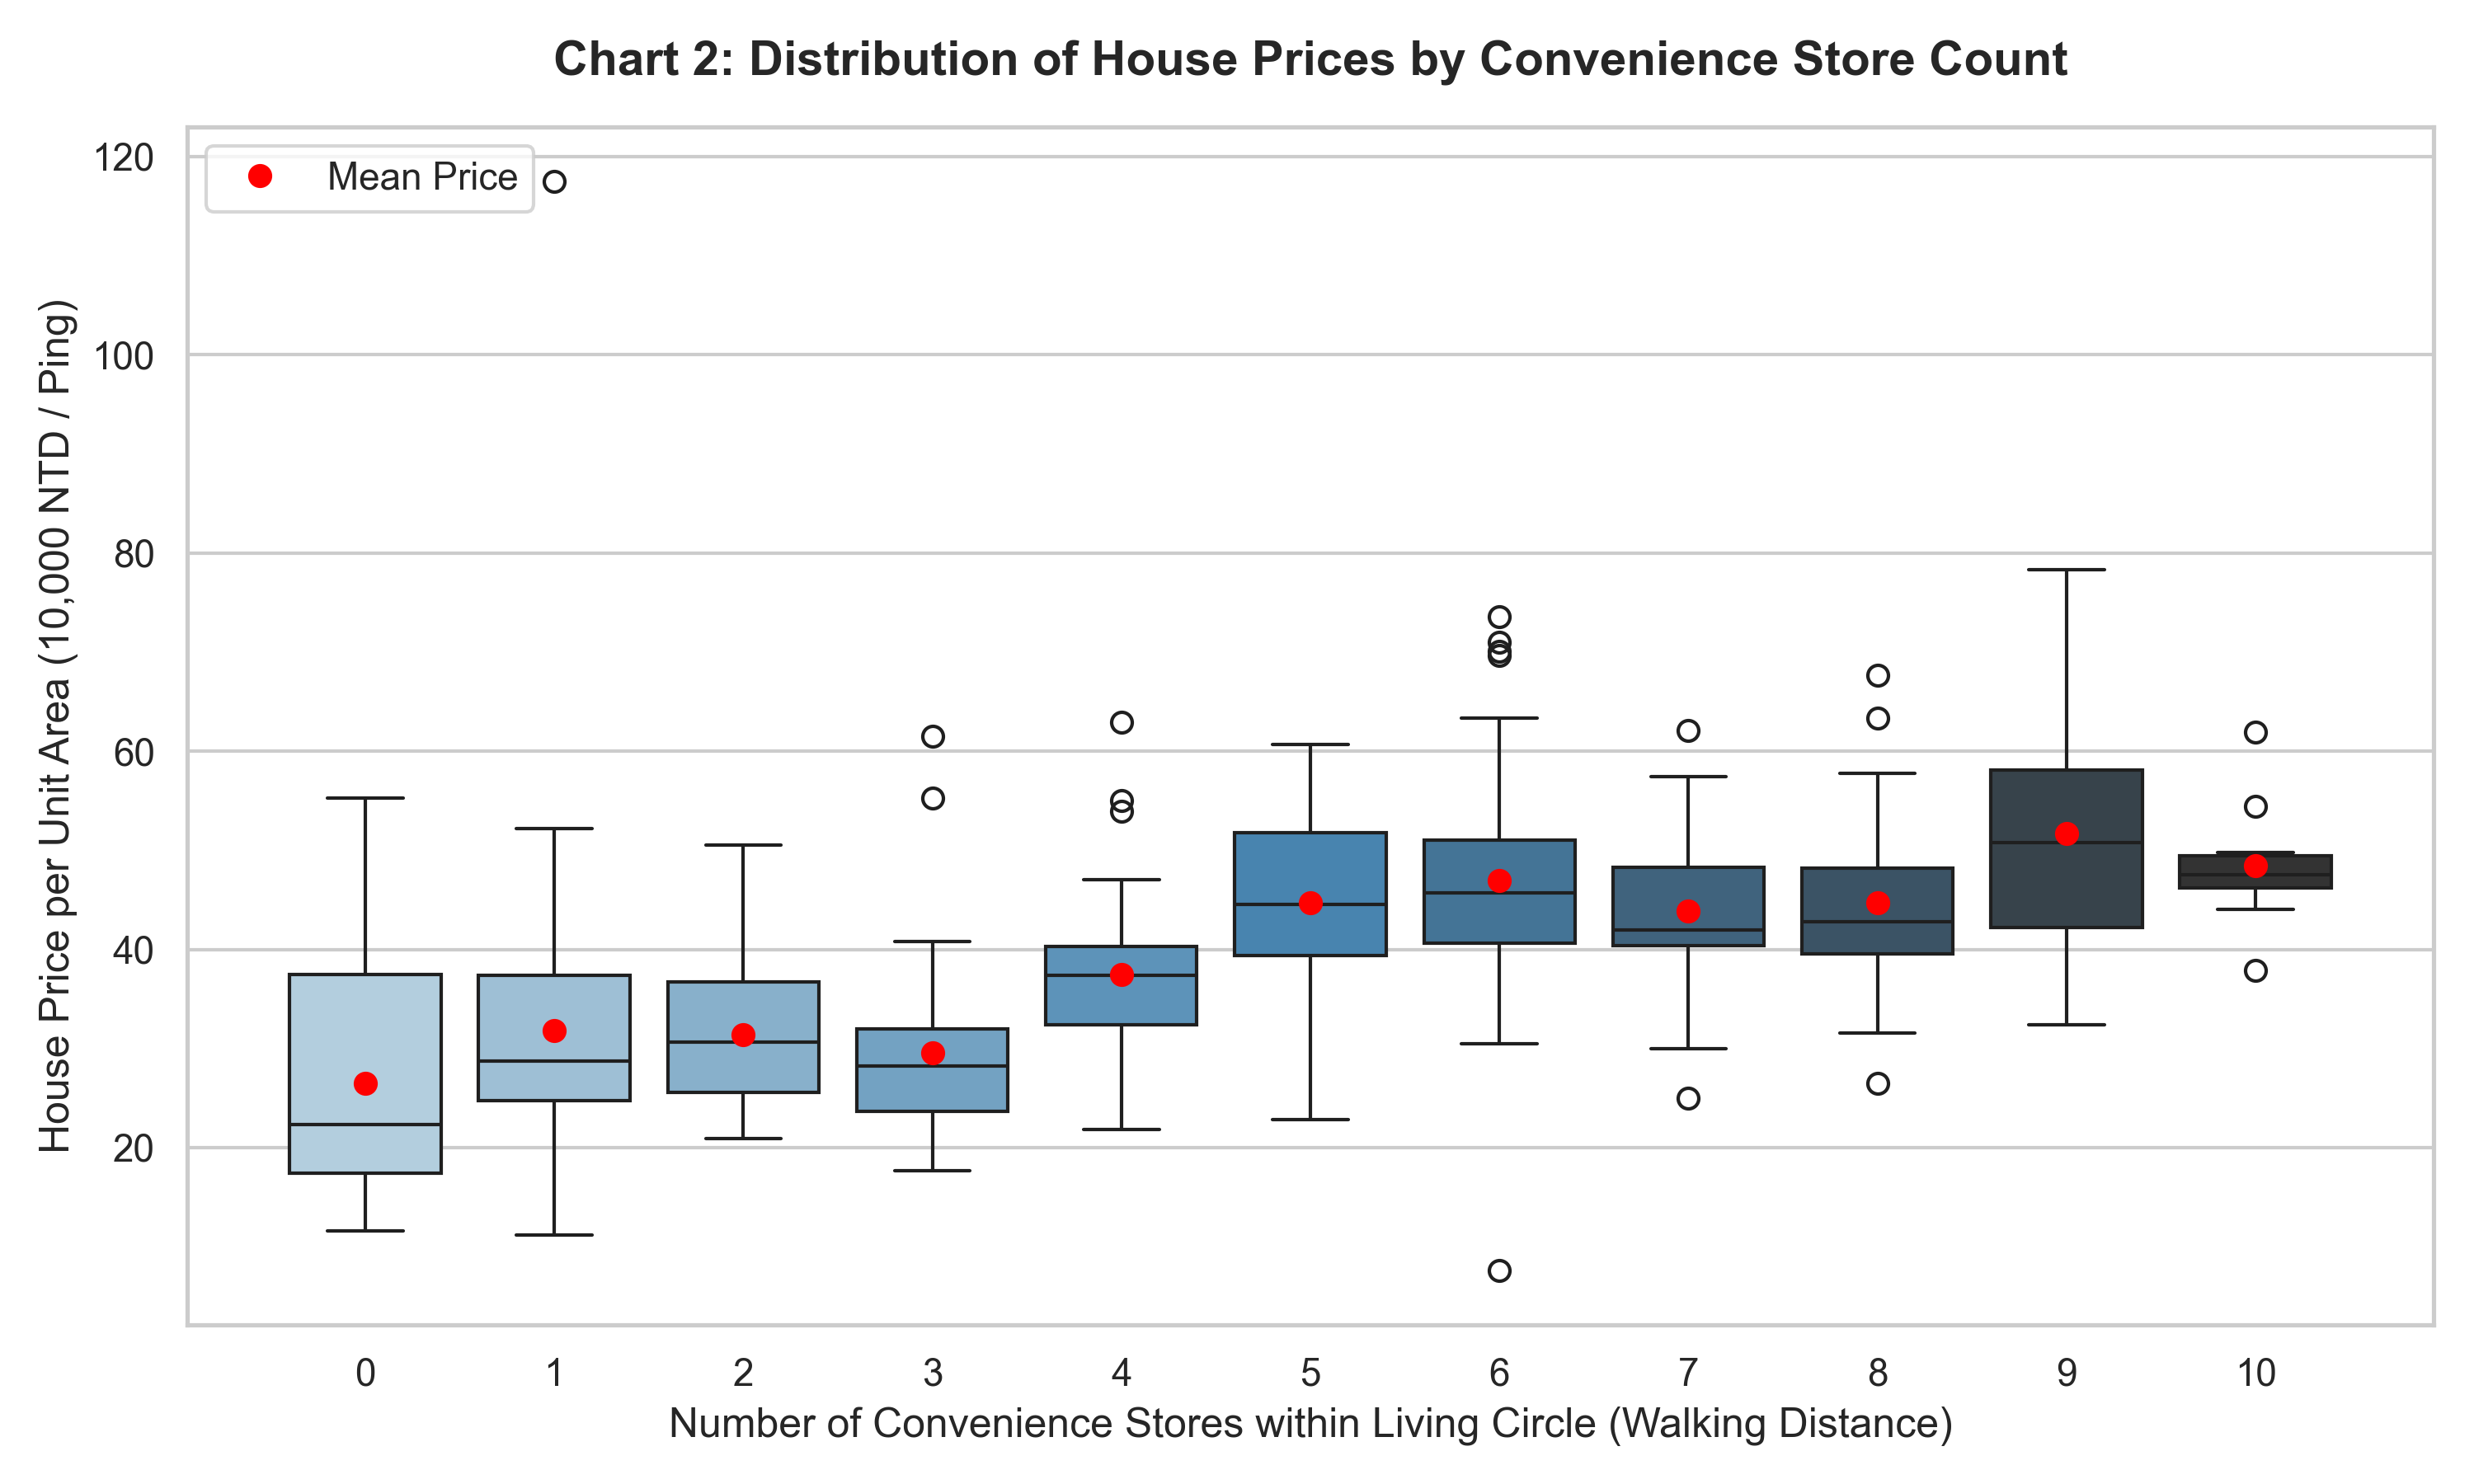 Chart 2: Distribution of House Prices by Convenience Store Count
Mean Price
House Price per Unit Area (10,000 NTD / Ping)
120
100
80
60
40
20
0 1 2 3 4 5 6 7 8 9 10
Number of Convenience Stores within Living Circle (Walking Distance)